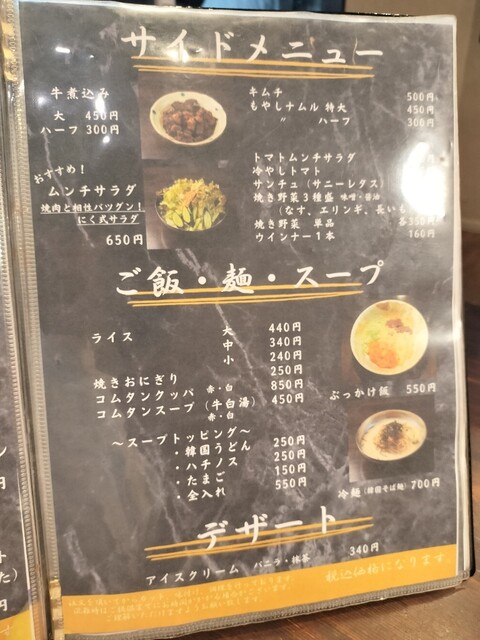 サイドメニュー
牛煮込み
大 450円
ハーフ 300円
キムチ 500円
もやしナムル 特大 450円
〃 ハーフ 300円
おすすめ!
ムンチサラダ
焼肉と相性バツグン!
にく式サラダ
650円
トマトムンチサラダ
冷やしトマト
サンチュ(サニーレタス)
焼き野菜3種盛 味噌・醤油
(なす、エリンギ、長いも
焼き野菜 単品
ウインナー1本 160円
ご飯・麺・スープ
ライス 大 440円
中 340円
小 240円
焼きおにぎり 250円
コムタンクッパ 赤・白 850円
コムタンスープ(牛白湯) 450円
赤・白
〜スープトッピング〜
・韓国うどん 250円
・ハチノス 250円
・たまご 150円
・全入れ 550円
ぶっかけ飯 550円
冷麺(韓国そば麺) 700円
デザート
アイスクリーム バニラ・抹茶 340円
税込価格になります。